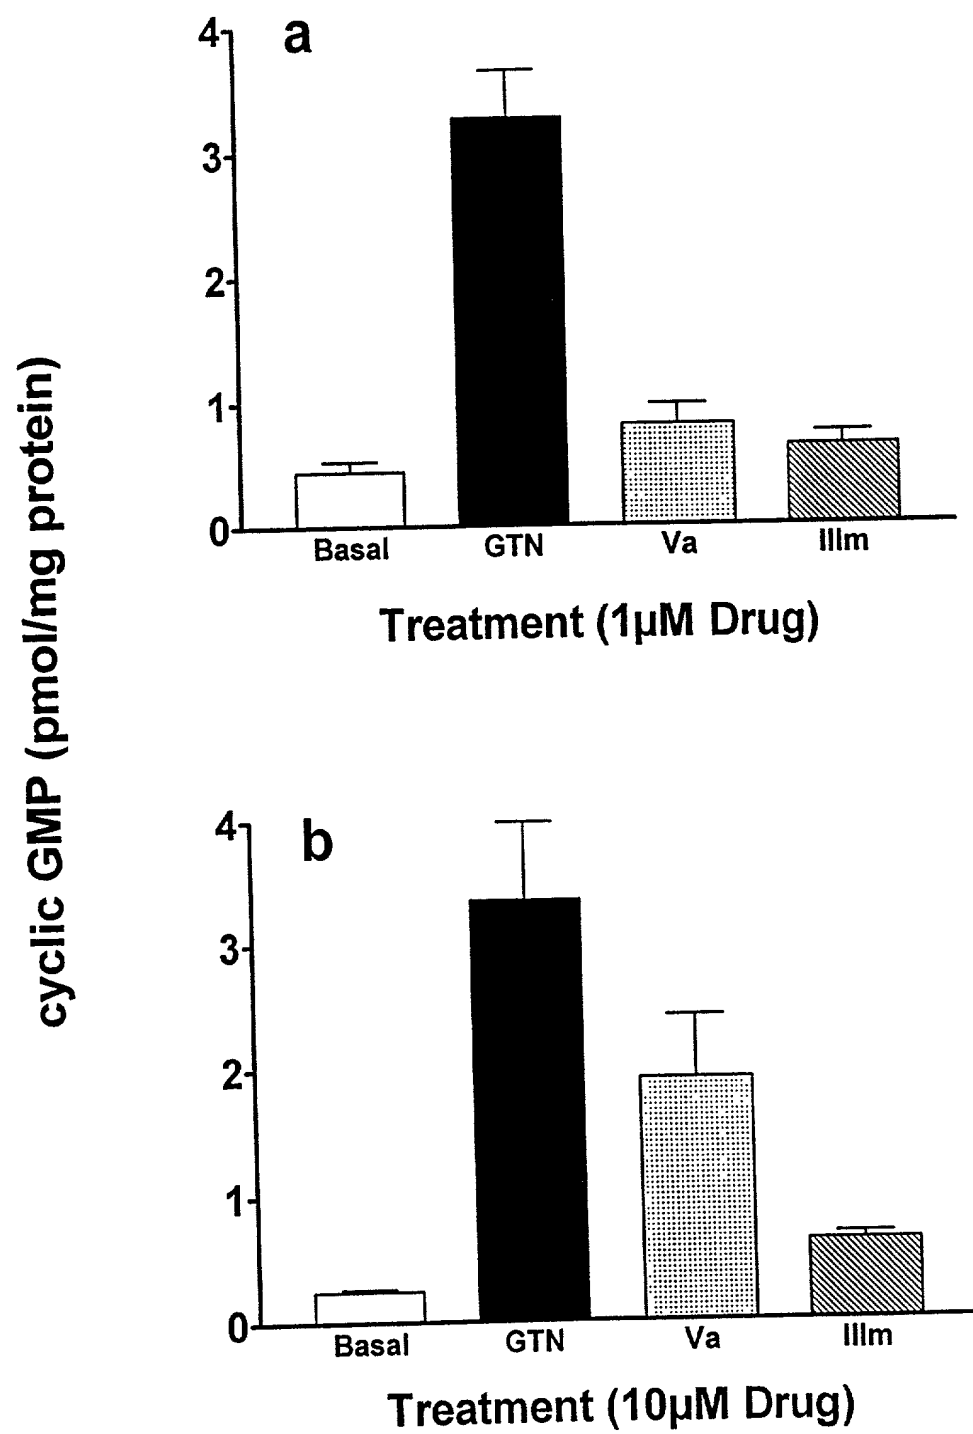 cyclic GMP (pmol/mg protein)
a
4
3
2
1
0
Basal GTN Va IIIm
Treatment (1µM Drug)
b
4
3
2
1
0
Basal GTN Va IIIm
Treatment (10µM Drug)